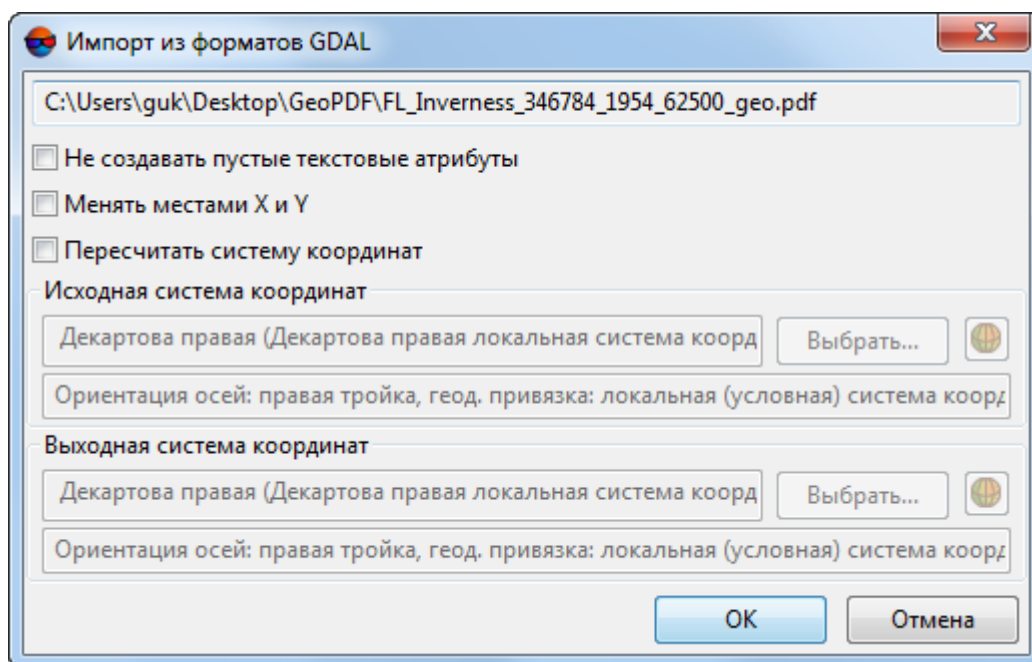 Импорт из форматов GDAL
C:\Users\guk\Desktop\GeoPDF\FL_Inverness_346784_1954_62500_geo.pdf
Не создавать пустые текстовые атрибуты
Менять местами X и Y
Пересчитать систему координат
Исходная система координат
Декартова правая (Декартова правая локальная система коорд
Выбрать...
Ориентация осей: правая тройка, геод. привязка: локальная (условная) система коорд
Выходная система координат
Декартова правая (Декартова правая локальная система коорд
Выбрать...
Ориентация осей: правая тройка, геод. привязка: локальная (условная) система коорд
OK
Отмена